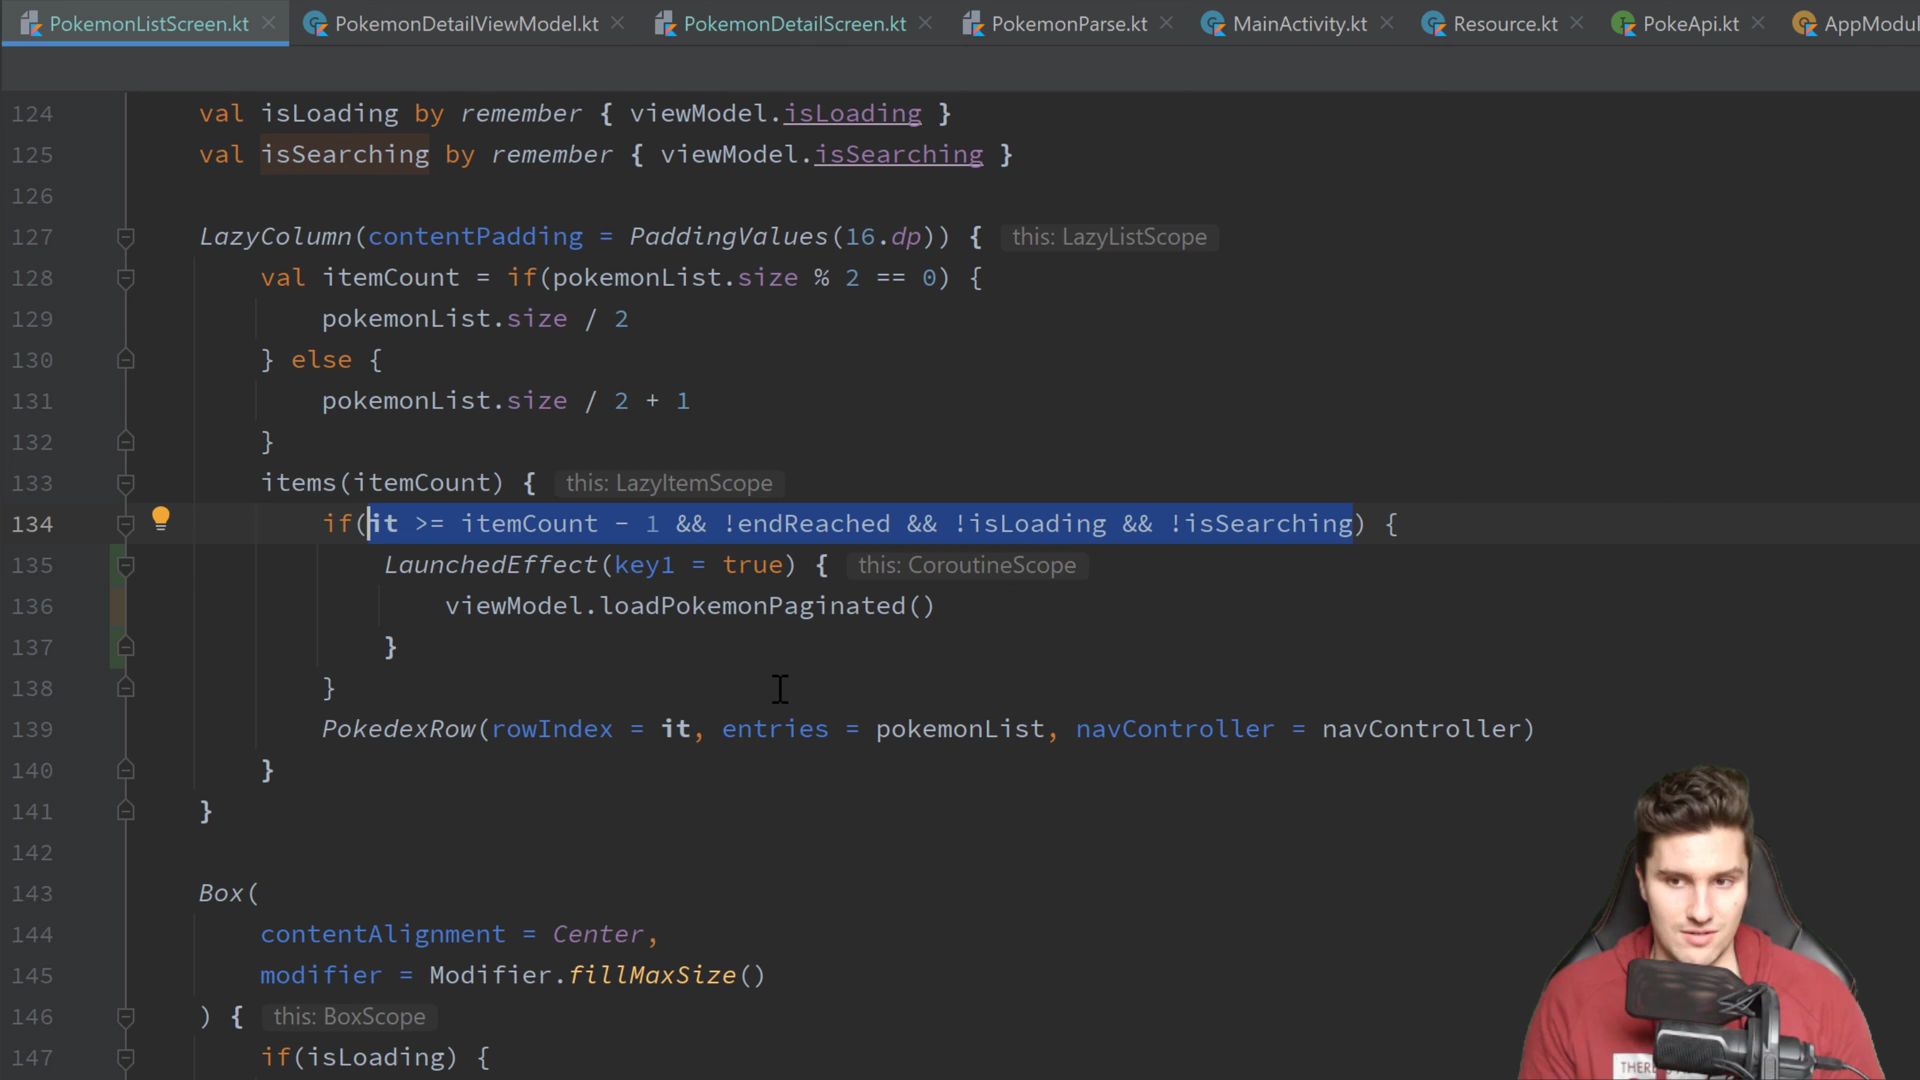 PokemonListScreen.kt PokemonDetailViewModel.kt PokemonDetailScreen.kt PokemonParse.kt MainActivity.kt Resource.kt PokeApi.kt AppModul
124 val isLoading by remember { viewModel.isLoading }
125 val isSearching by remember { viewModel.isSearching }
126
127 LazyColumn(contentPadding = PaddingValues(16.dp)) { this: LazyListScope
128 val itemCount = if(pokemonList.size % 2 == 0) {
129 pokemonList.size / 2
130 } else {
131 pokemonList.size / 2 + 1
132 }
133 items(itemCount) { this: LazyItemScope
134 if(it >= itemCount - 1 && !endReached && !isLoading && !isSearching) {
135 LaunchedEffect(key1 = true) { this: CoroutineScope
136 viewModel.loadPokemonPaginated()
137 }
138 }
139 PokedexRow(rowIndex = it, entries = pokemonList, navController = navController)
140 }
141 }
142
143 Box(
144 contentAlignment = Center,
145 modifier = Modifier.fillMaxSize()
146 ) { this: BoxScope
147 if(isLoading) {
THERE